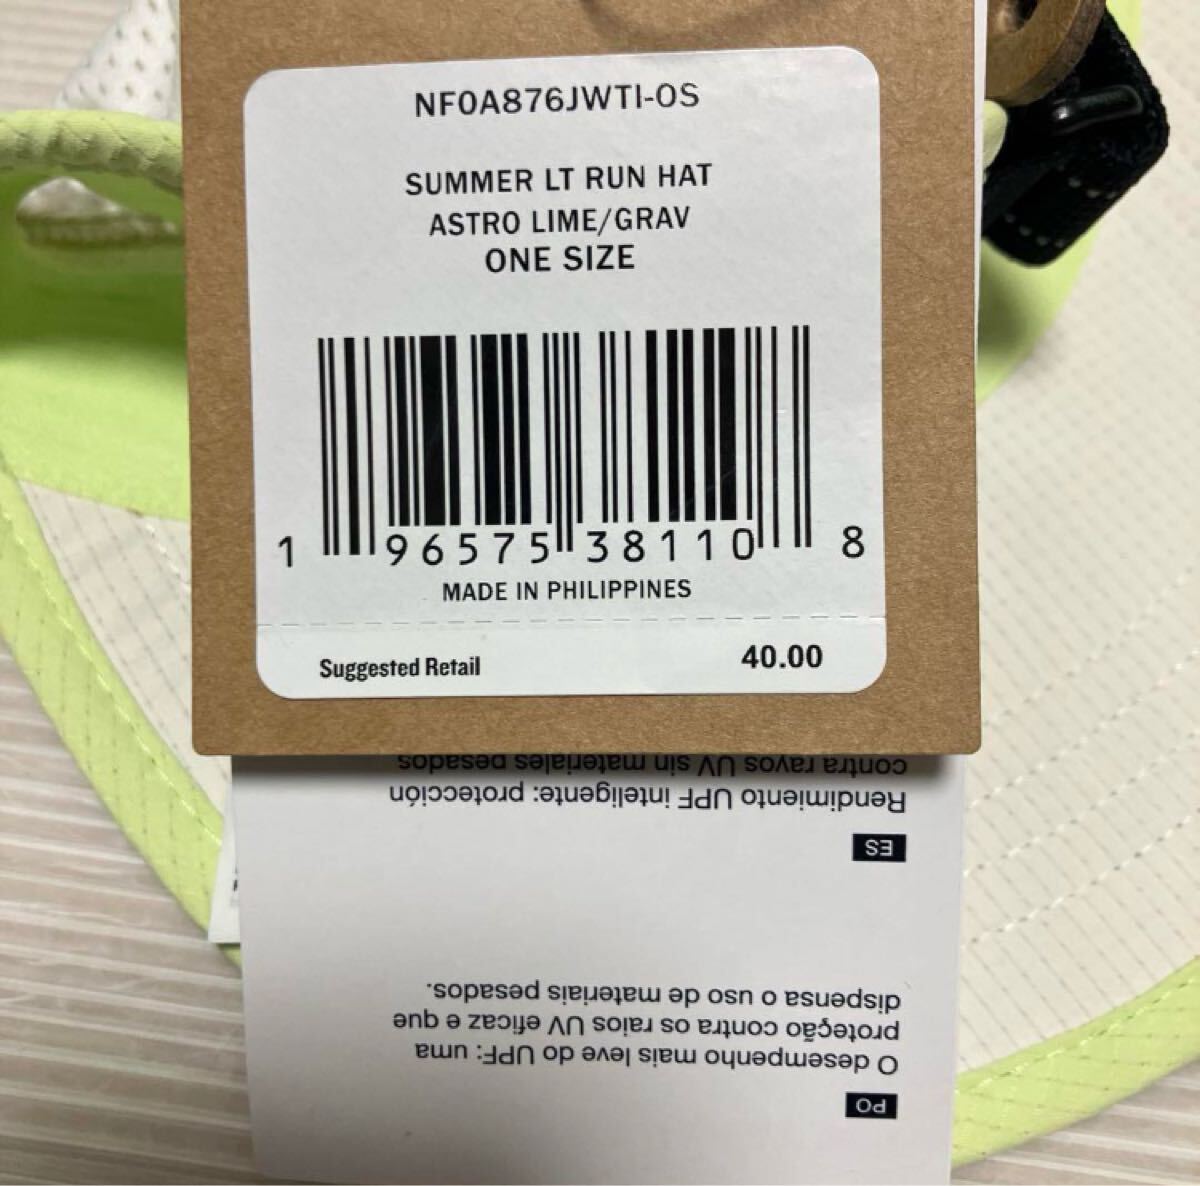 NF0A876JWTI-OS
SUMMER LT RUN HAT
ASTRO LIME/GRAV
ONE SIZE
1 96575 38110 8
MADE IN PHILIPPINES
Suggested Retail 40.00
PO
O desempenho mais leve do UPF: uma
proteção contra os raios UV eficaz e que
dispensa o uso de materiais pesados.
ES
Rendimiento UPF inteligente: protección
contra rayos UV sin materiales pesados